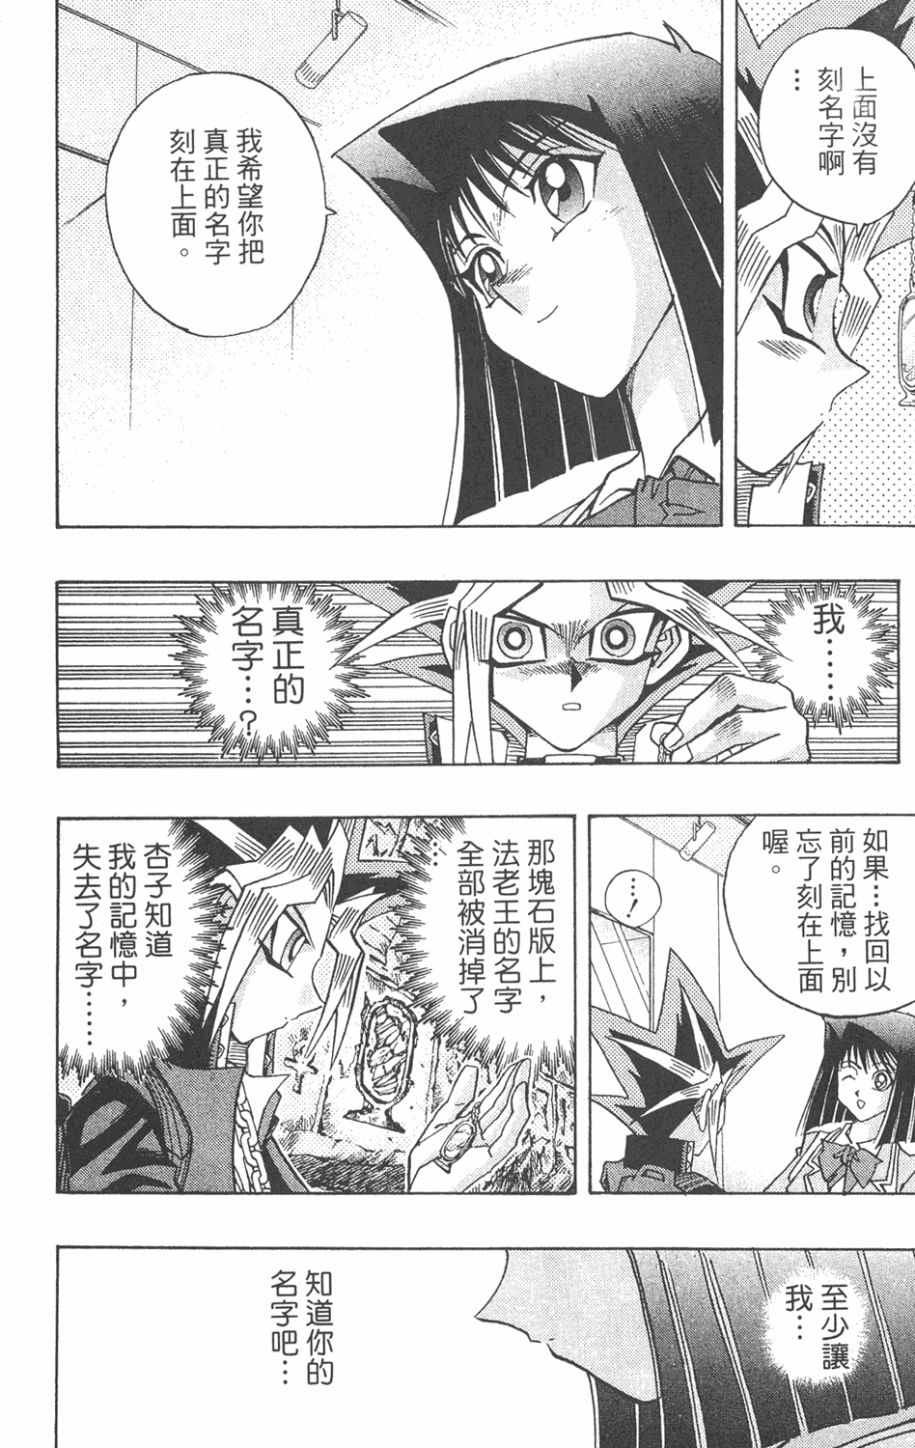 上面沒有
刻名字啊
…
我希望你把
真正的名字
刻在上面。
我……
真正的
名字…？
如果…找回以
前的記憶，別
忘了刻在上面
喔。
…！
那塊石版上，
法老王的名字
全部被消掉了
…
杏子知道
我的記憶中，
失去了名字……
至少讓
我…
知道你的
名字吧…